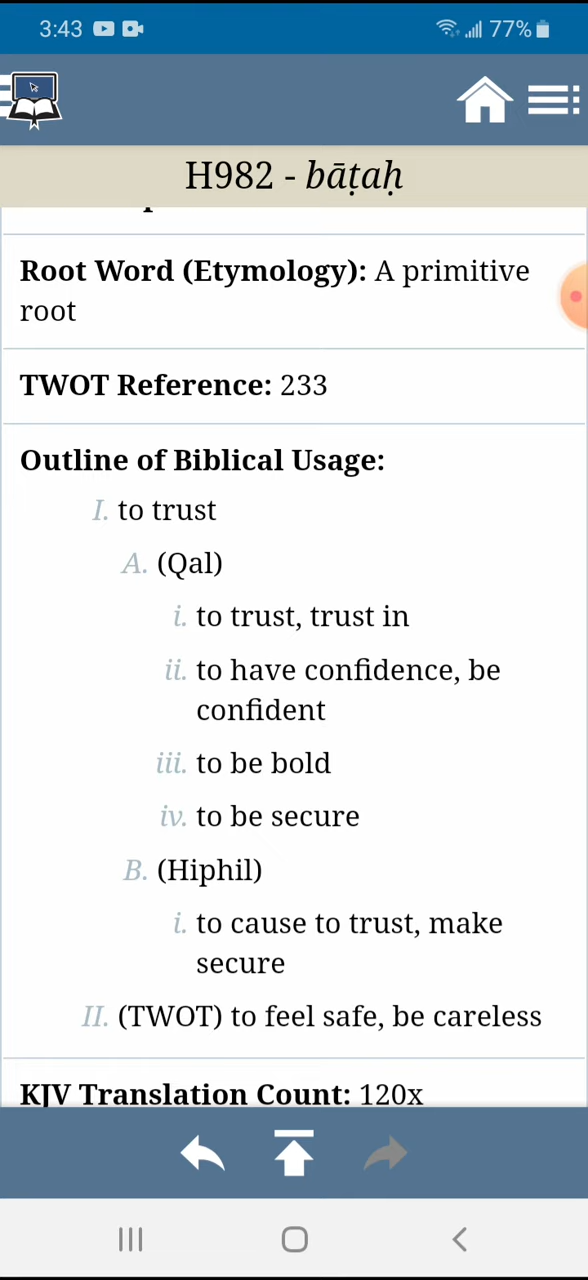 3:43 77%
H982 - bāṭaḥ
Root Word (Etymology): A primitive
root
TWOT Reference: 233
Outline of Biblical Usage:
I. to trust
A. (Qal)
i. to trust, trust in
ii. to have confidence, be
confident
iii. to be bold
iv. to be secure
B. (Hiphil)
i. to cause to trust, make
secure
II. (TWOT) to feel safe, be careless
KJV Translation Count: 120x